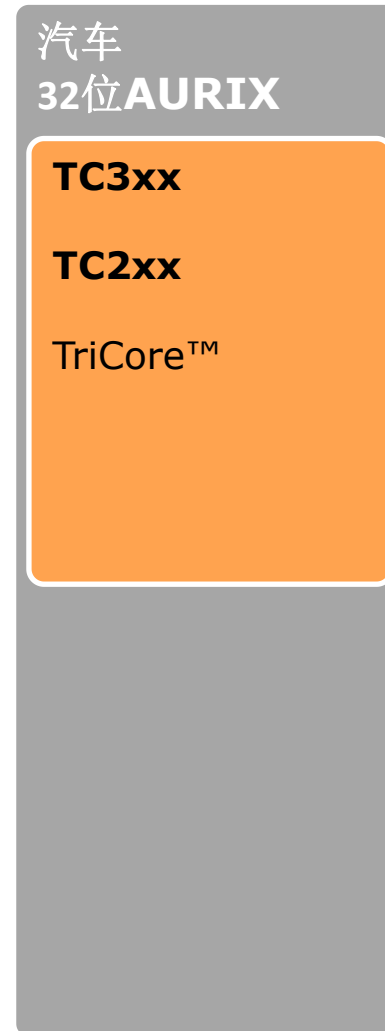 汽车
32位AURIX
TC3xx
TC2xx
TriCore™